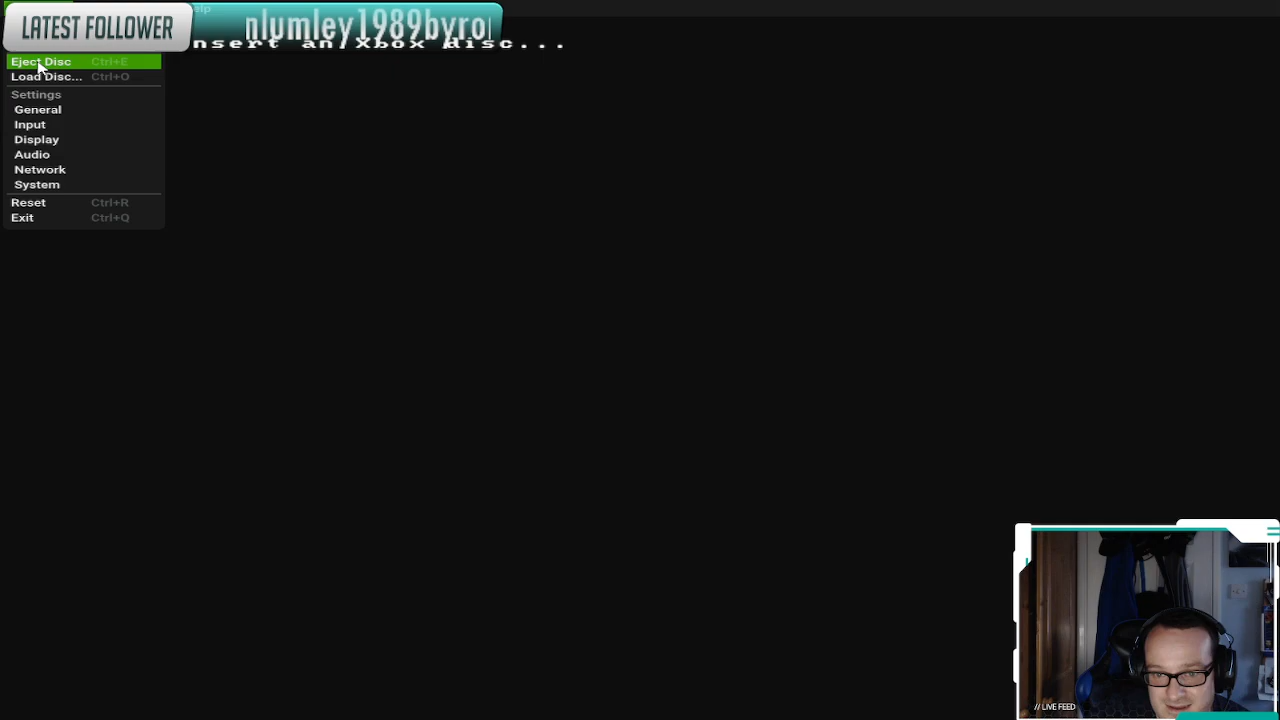 elp
LATEST FOLLOWER
nlumley1989byro
nsert an Xbox disc...
Eject Disc Ctrl+E
Load Disc... Ctrl+O
Settings
General
Input
Display
Audio
Network
System
Reset Ctrl+R
Exit Ctrl+Q
// LIVE FEED